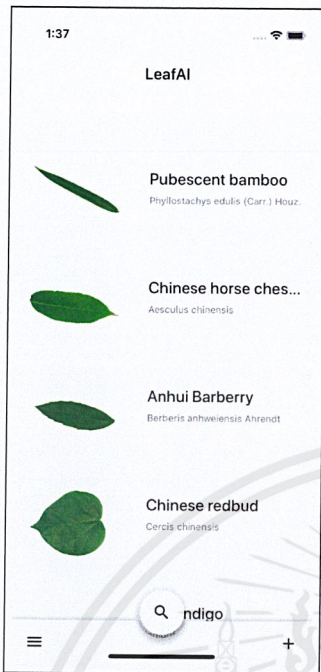 1:37
LeafAI
Pubescent bamboo
Phyllostachys edulis (Carr.) Houz.
Chinese horse ches...
Aesculus chinensis
Anhui Barberry
Berberis anhweiensis Ahrendt
Chinese redbud
Cercis chinensis
ndigo